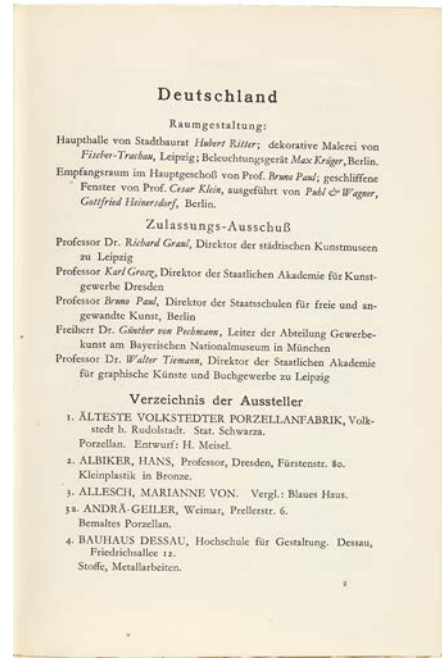 Deutschland
Raumgestaltung:
Haupthalle von Stadtbaurat Hubert Ritter; dekorative Malerei von
Fischer-Trachau, Leipzig; Beleuchtungsgerät Max Krüger, Berlin.
Empfangsraum im Hauptgeschoß von Prof. Bruno Paul; geschliffene
Fenster von Prof. Cesar Klein, ausgeführt von Puhl & Wagner,
Gottfried Heinersdorf, Berlin.
Zulassungs-Ausschuß
Professor Dr. Richard Graul, Direktor der städtischen Kunstmuseen
zu Leipzig
Professor Karl Grosz, Direktor der Staatlichen Akademie für Kunst-
gewerbe Dresden
Professor Bruno Paul, Direktor der Staatsschulen für freie und an-
gewandte Kunst, Berlin
Freiherr Dr. Günther von Pechmann, Leiter der Abteilung Gewerbe-
kunst am Bayerischen Nationalmuseum in München
Professor Dr. Walter Tiemann, Direktor der Staatlichen Akademie
für graphische Künste und Buchgewerbe zu Leipzig
Verzeichnis der Aussteller
1. ÄLTESTE VOLKSTEDTER PORZELLANFABRIK, Volk-
stedt b. Rudolstadt. Stat. Schwarza.
Porzellan. Entwurf: H. Meisel.
2. ALBIKER, HANS, Professor, Dresden, Fürstenstr. 80.
Kleinplastik in Bronze.
3. ALLESCH, MARIANNE VON. Vergl.: Blaues Haus.
3a. ANDRÄ-GEILER, Weimar, Prellerstr. 6.
Bemaltes Porzellan.
4. BAUHAUS DESSAU, Hochschule für Gestaltung. Dessau,
Friedrichsallee 12.
Stoffe, Metallarbeiten.
2